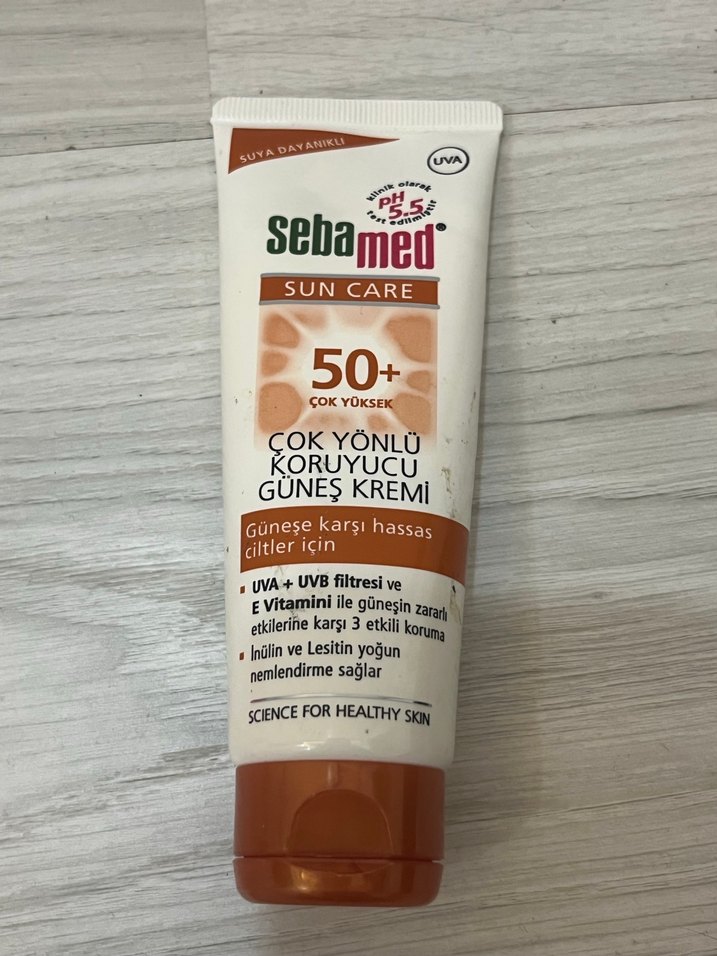 SUYA DAYANIKLI
UVA
klinik olarak
pH
5.5
test edilmiştir
sebamed®
SUN CARE
50+
ÇOK YÜKSEK
ÇOK YÖNLÜ
KORUYUCU
GÜNEŞ KREMİ
Güneşe karşı hassas
ciltler için
▪ UVA + UVB filtresi ve
E Vitamini ile güneşin zararlı
etkilerine karşı 3 etkili koruma
▪ İnülin ve Lesitin yoğun
nemlendirme sağlar
SCIENCE FOR HEALTHY SKIN